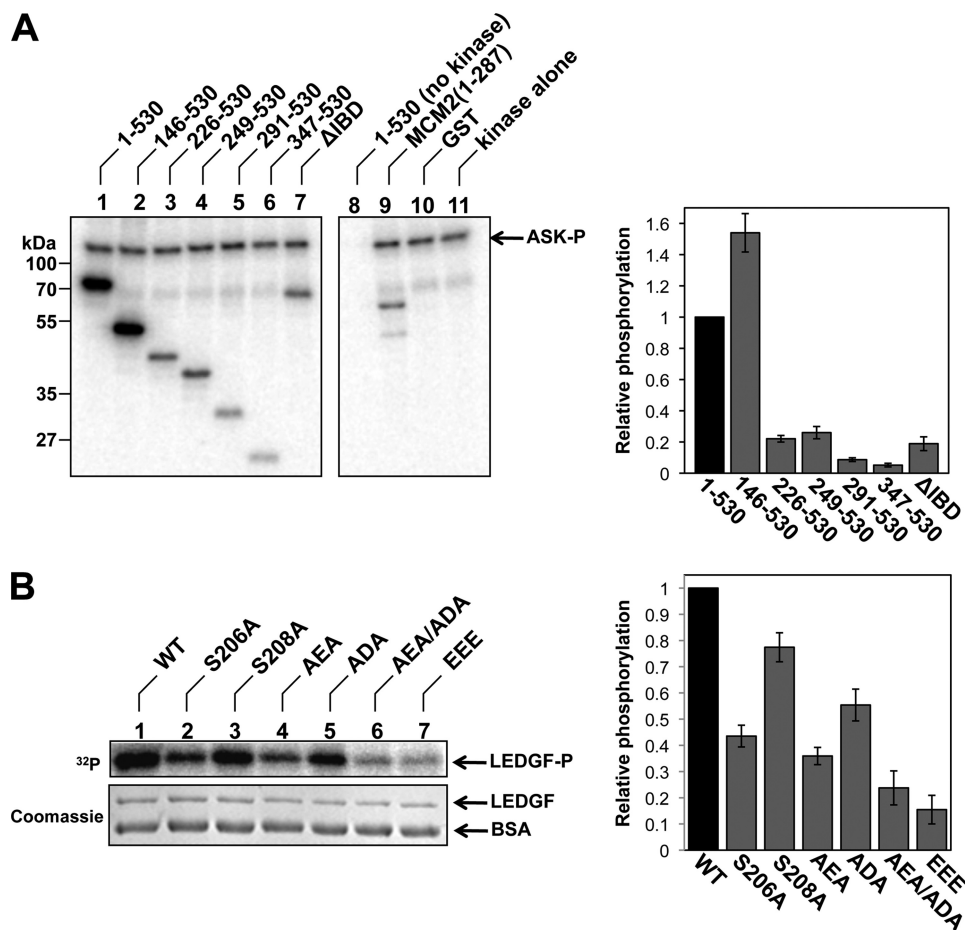 A
1-530
146-530
226-530
249-530
291-530
347-530
ΔIBD
1-530 (no kinase)
MCM2(1-287)
GST
kinase alone
1 2 3 4 5 6 7 8 9 10 11
kDa
100
70
55
35
27
ASK-P
Relative phosphorylation
1.6
1.4
1.2
1
0.8
0.6
0.4
0.2
0
1-530
146-530
226-530
249-530
291-530
347-530
ΔIBD
B
WT
S206A
S208A
AEA
ADA
AEA/ADA
EEE
1 2 3 4 5 6 7
32P
LEDGF-P
Coomassie
LEDGF
BSA
Relative phosphorylation
1
0.9
0.8
0.7
0.6
0.5
0.4
0.3
0.2
0.1
0
WT
S206A
S208A
AEA
ADA
AEA/ADA
EEE